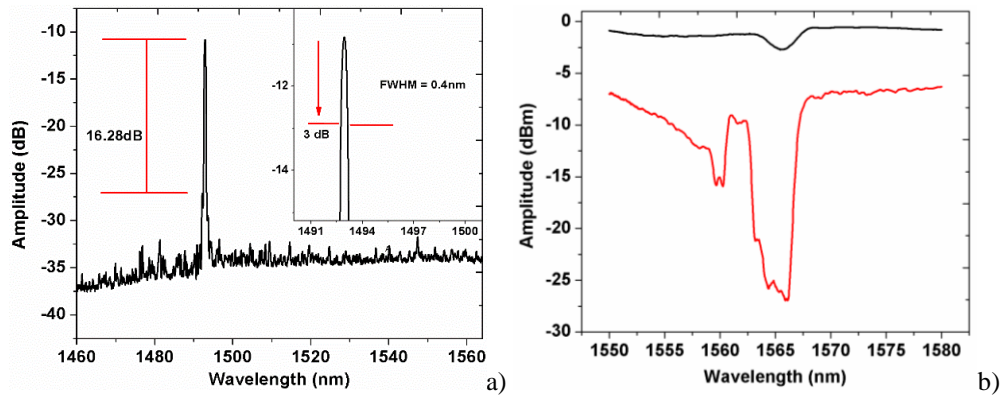 Amplitude (dB)
-10
-15
-20
-25
-30
-35
-40
16.28dB
-12
-14
FWHM = 0.4nm
3 dB
1491 1494 1497 1500
1460 1480 1500 1520 1540 1560
Wavelength (nm)
a)
Amplitude (dBm)
0
-5
-10
-15
-20
-25
-30
1550 1555 1560 1565 1570 1575 1580
Wavelength (nm)
b)